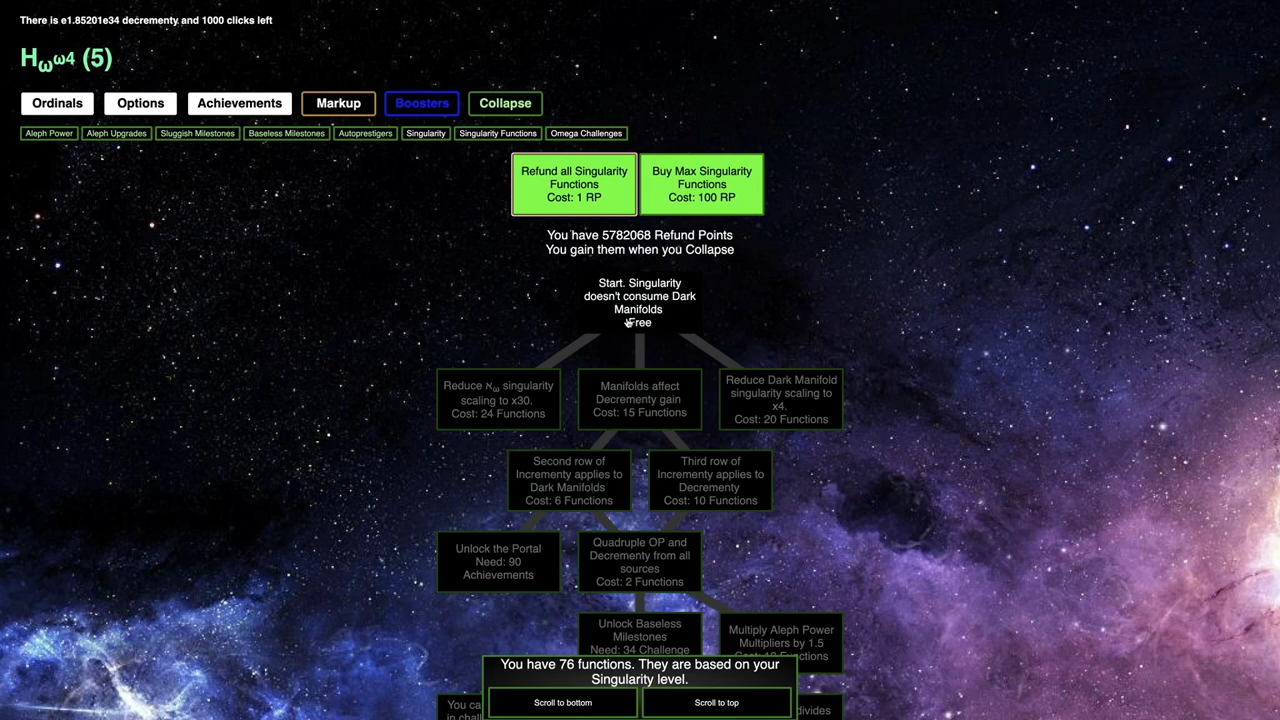 There is e1.85201e34 decrementy and 1000 clicks left
Hωω4 (5)
Ordinals
Options
Achievements
Markup
Boosters
Collapse
Aleph Power
Aleph Upgrades
Sluggish Milestones
Baseless Milestones
Autoprestigers
Singularity
Singularity Functions
Omega Challenges
Refund all Singularity
Functions
Cost: 1 RP
Buy Max Singularity
Functions
Cost: 100 RP
You have 5782068 Refund Points
You gain them when you Collapse
Start. Singularity
doesn't consume Dark
Manifolds
Free
Reduce ℵω singularity
scaling to x30.
Cost: 24 Functions
Manifolds affect
Decrementy gain
Cost: 15 Functions
Reduce Dark Manifold
singularity scaling to
x4.
Cost: 20 Functions
Second row of
Incrementy applies to
Dark Manifolds
Cost: 6 Functions
Third row of
Incrementy applies to
Decrementy
Cost: 10 Functions
Unlock the Portal
Need: 90
Achievements
Quadruple OP and
Decrementy from all
sources
Cost: 2 Functions
Unlock Baseless
Milestones
Need: 34 Challenge
Multiply Aleph Power
Multipliers by 1.5
You have 76 functions. They are based on your
Singularity level.
Scroll to bottom
Scroll to top
You ca
in chall
divides